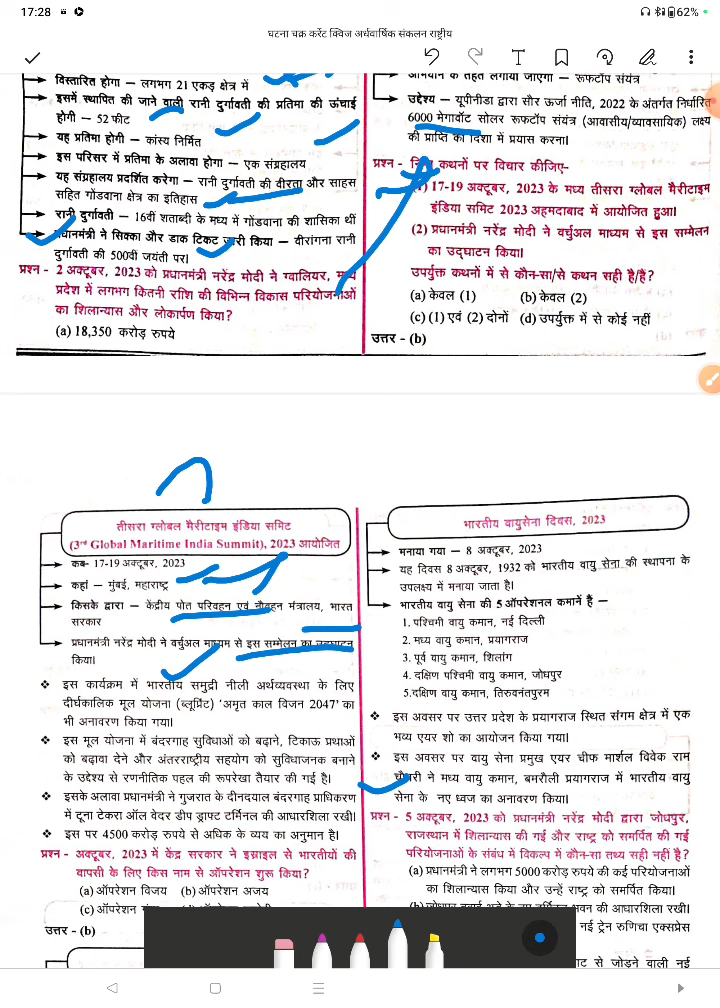 17:28
62%
घटना चक्र करेंट क्विज अर्धवार्षिक संकलन राष्ट्रीय
T
विस्तारित होगा – लगभग 21 एकड़ क्षेत्र में
इसमें स्थापित की जाने वाली रानी दुर्गावती की प्रतिमा की ऊंचाई
होगी – 52 फीट
यह प्रतिमा होगी – कांस्य निर्मित
इस परिसर में प्रतिमा के अलावा होगा – एक संग्रहालय
यह संग्रहालय प्रदर्शित करेगा – रानी दुर्गावती की वीरता और साहस
सहित गोंडवाना क्षेत्र का इतिहास
रानी दुर्गावती – 16वीं शताब्दी के मध्य में गोंडवाना की शासिका थीं
प्रधानमंत्री ने सिक्का और डाक टिकट जारी किया – वीरांगना रानी
दुर्गावती की 500वीं जयंती पर।
प्रश्न - 2 अक्टूबर, 2023 को प्रधानमंत्री नरेंद्र मोदी ने ग्वालियर, मध्य
प्रदेश में लगभग कितनी राशि की विभिन्न विकास परियोजनाओं
का शिलान्यास और लोकार्पण किया?
(a) 18,350 करोड़ रुपये
अभियान के तहत लगाया जाएगा – रूफटॉप संयंत्र
उद्देश्य – यूपीनीडा द्वारा सौर ऊर्जा नीति, 2022 के अंतर्गत निर्धारित
6000 मेगावॉट सोलर रूफटॉप संयंत्र (आवासीय/व्यावसायिक) लक्ष्य
की प्राप्ति की दिशा में प्रयास करना।
प्रश्न - निम्न कथनों पर विचार कीजिए-
(1) 17-19 अक्टूबर, 2023 के मध्य तीसरा ग्लोबल मैरीटाइम
इंडिया समिट 2023 अहमदाबाद में आयोजित हुआ।
(2) प्रधानमंत्री नरेंद्र मोदी ने वर्चुअल माध्यम से इस सम्मेलन
का उद्घाटन किया।
उपर्युक्त कथनों में से कौन-सा/से कथन सही है/हैं?
(a) केवल (1) (b) केवल (2)
(c) (1) एवं (2) दोनों (d) उपर्युक्त में से कोई नहीं
उत्तर - (b)
तीसरा ग्लोबल मैरीटाइम इंडिया समिट
(3rd Global Maritime India Summit), 2023 आयोजित
कब- 17-19 अक्टूबर, 2023
कहां – मुंबई, महाराष्ट्र
किसके द्वारा – केंद्रीय पोत परिवहन एवं नौवहन मंत्रालय, भारत
सरकार
प्रधानमंत्री नरेंद्र मोदी ने वर्चुअल माध्यम से इस सम्मेलन का उद्घाटन
किया।
❖ इस कार्यक्रम में भारतीय समुद्री नीली अर्थव्यवस्था के लिए
दीर्घकालिक मूल योजना (ब्लूप्रिंट) 'अमृत काल विजन 2047' का
भी अनावरण किया गया।
❖ इस मूल योजना में बंदरगाह सुविधाओं को बढ़ाने, टिकाऊ प्रथाओं
को बढ़ावा देने और अंतरराष्ट्रीय सहयोग को सुविधाजनक बनाने
के उद्देश्य से रणनीतिक पहल की रूपरेखा तैयार की गई है।
❖ इसके अलावा प्रधानमंत्री ने गुजरात के दीनदयाल बंदरगाह प्राधिकरण
में टूना टेकरा ऑल वेदर डीप ड्राफ्ट टर्मिनल की आधारशिला रखी।
❖ इस पर 4500 करोड़ रुपये से अधिक के व्यय का अनुमान है।
प्रश्न - अक्टूबर, 2023 में केंद्र सरकार ने इस्राइल से भारतीयों की
वापसी के लिए किस नाम से ऑपरेशन शुरू किया?
(a) ऑपरेशन विजय (b) ऑपरेशन अजय
(c) ऑपरेशन
उत्तर - (b)
भारतीय वायुसेना दिवस, 2023
मनाया गया – 8 अक्टूबर, 2023
यह दिवस 8 अक्टूबर, 1932 को भारतीय वायु सेना की स्थापना के
उपलक्ष्य में मनाया जाता है।
भारतीय वायु सेना की 5 ऑपरेशनल कमानें हैं –
1. पश्चिमी वायु कमान, नई दिल्ली
2. मध्य वायु कमान, प्रयागराज
3. पूर्व वायु कमान, शिलांग
4. दक्षिण पश्चिमी वायु कमान, जोधपुर
5.दक्षिण वायु कमान, तिरुवनंतपुरम
❖ इस अवसर पर उत्तर प्रदेश के प्रयागराज स्थित संगम क्षेत्र में एक
भव्य एयर शो का आयोजन किया गया।
❖ इस अवसर पर वायु सेना प्रमुख एयर चीफ मार्शल विवेक राम
चौधरी ने मध्य वायु कमान, बमरौली प्रयागराज में भारतीय वायु
सेना के नए ध्वज का अनावरण किया।
प्रश्न - 5 अक्टूबर, 2023 को प्रधानमंत्री नरेंद्र मोदी द्वारा जोधपुर,
राजस्थान में शिलान्यास की गई और राष्ट्र को समर्पित की गई
परियोजनाओं के संबंध में विकल्प में कौन-सा तथ्य सही नहीं है?
(a) प्रधानमंत्री ने लगभग 5000 करोड़ रुपये की कई परियोजनाओं
का शिलान्यास किया और उन्हें राष्ट्र को समर्पित किया।
भवन की आधारशिला रखी।
नई ट्रेन रुणिचा एक्सप्रेस
से जोड़ने वाली नई